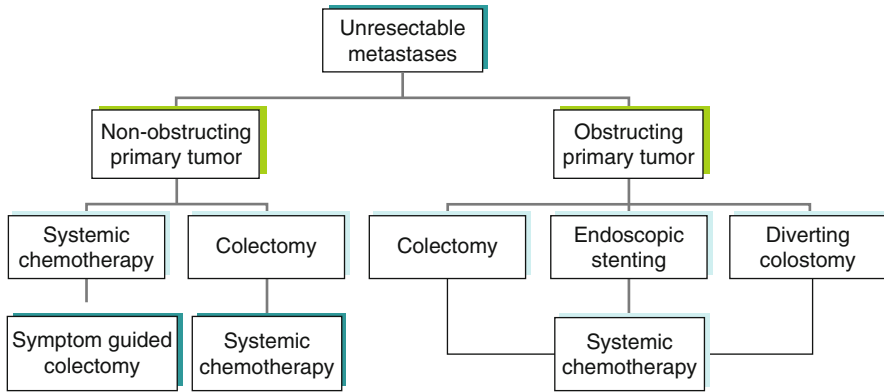 Unresectable
metastases
Non-obstructing
primary tumor
Obstructing
primary tumor
Systemic
chemotherapy
Colectomy
Colectomy
Endoscopic
stenting
Diverting
colostomy
Symptom guided
colectomy
Systemic
chemotherapy
Systemic
chemotherapy